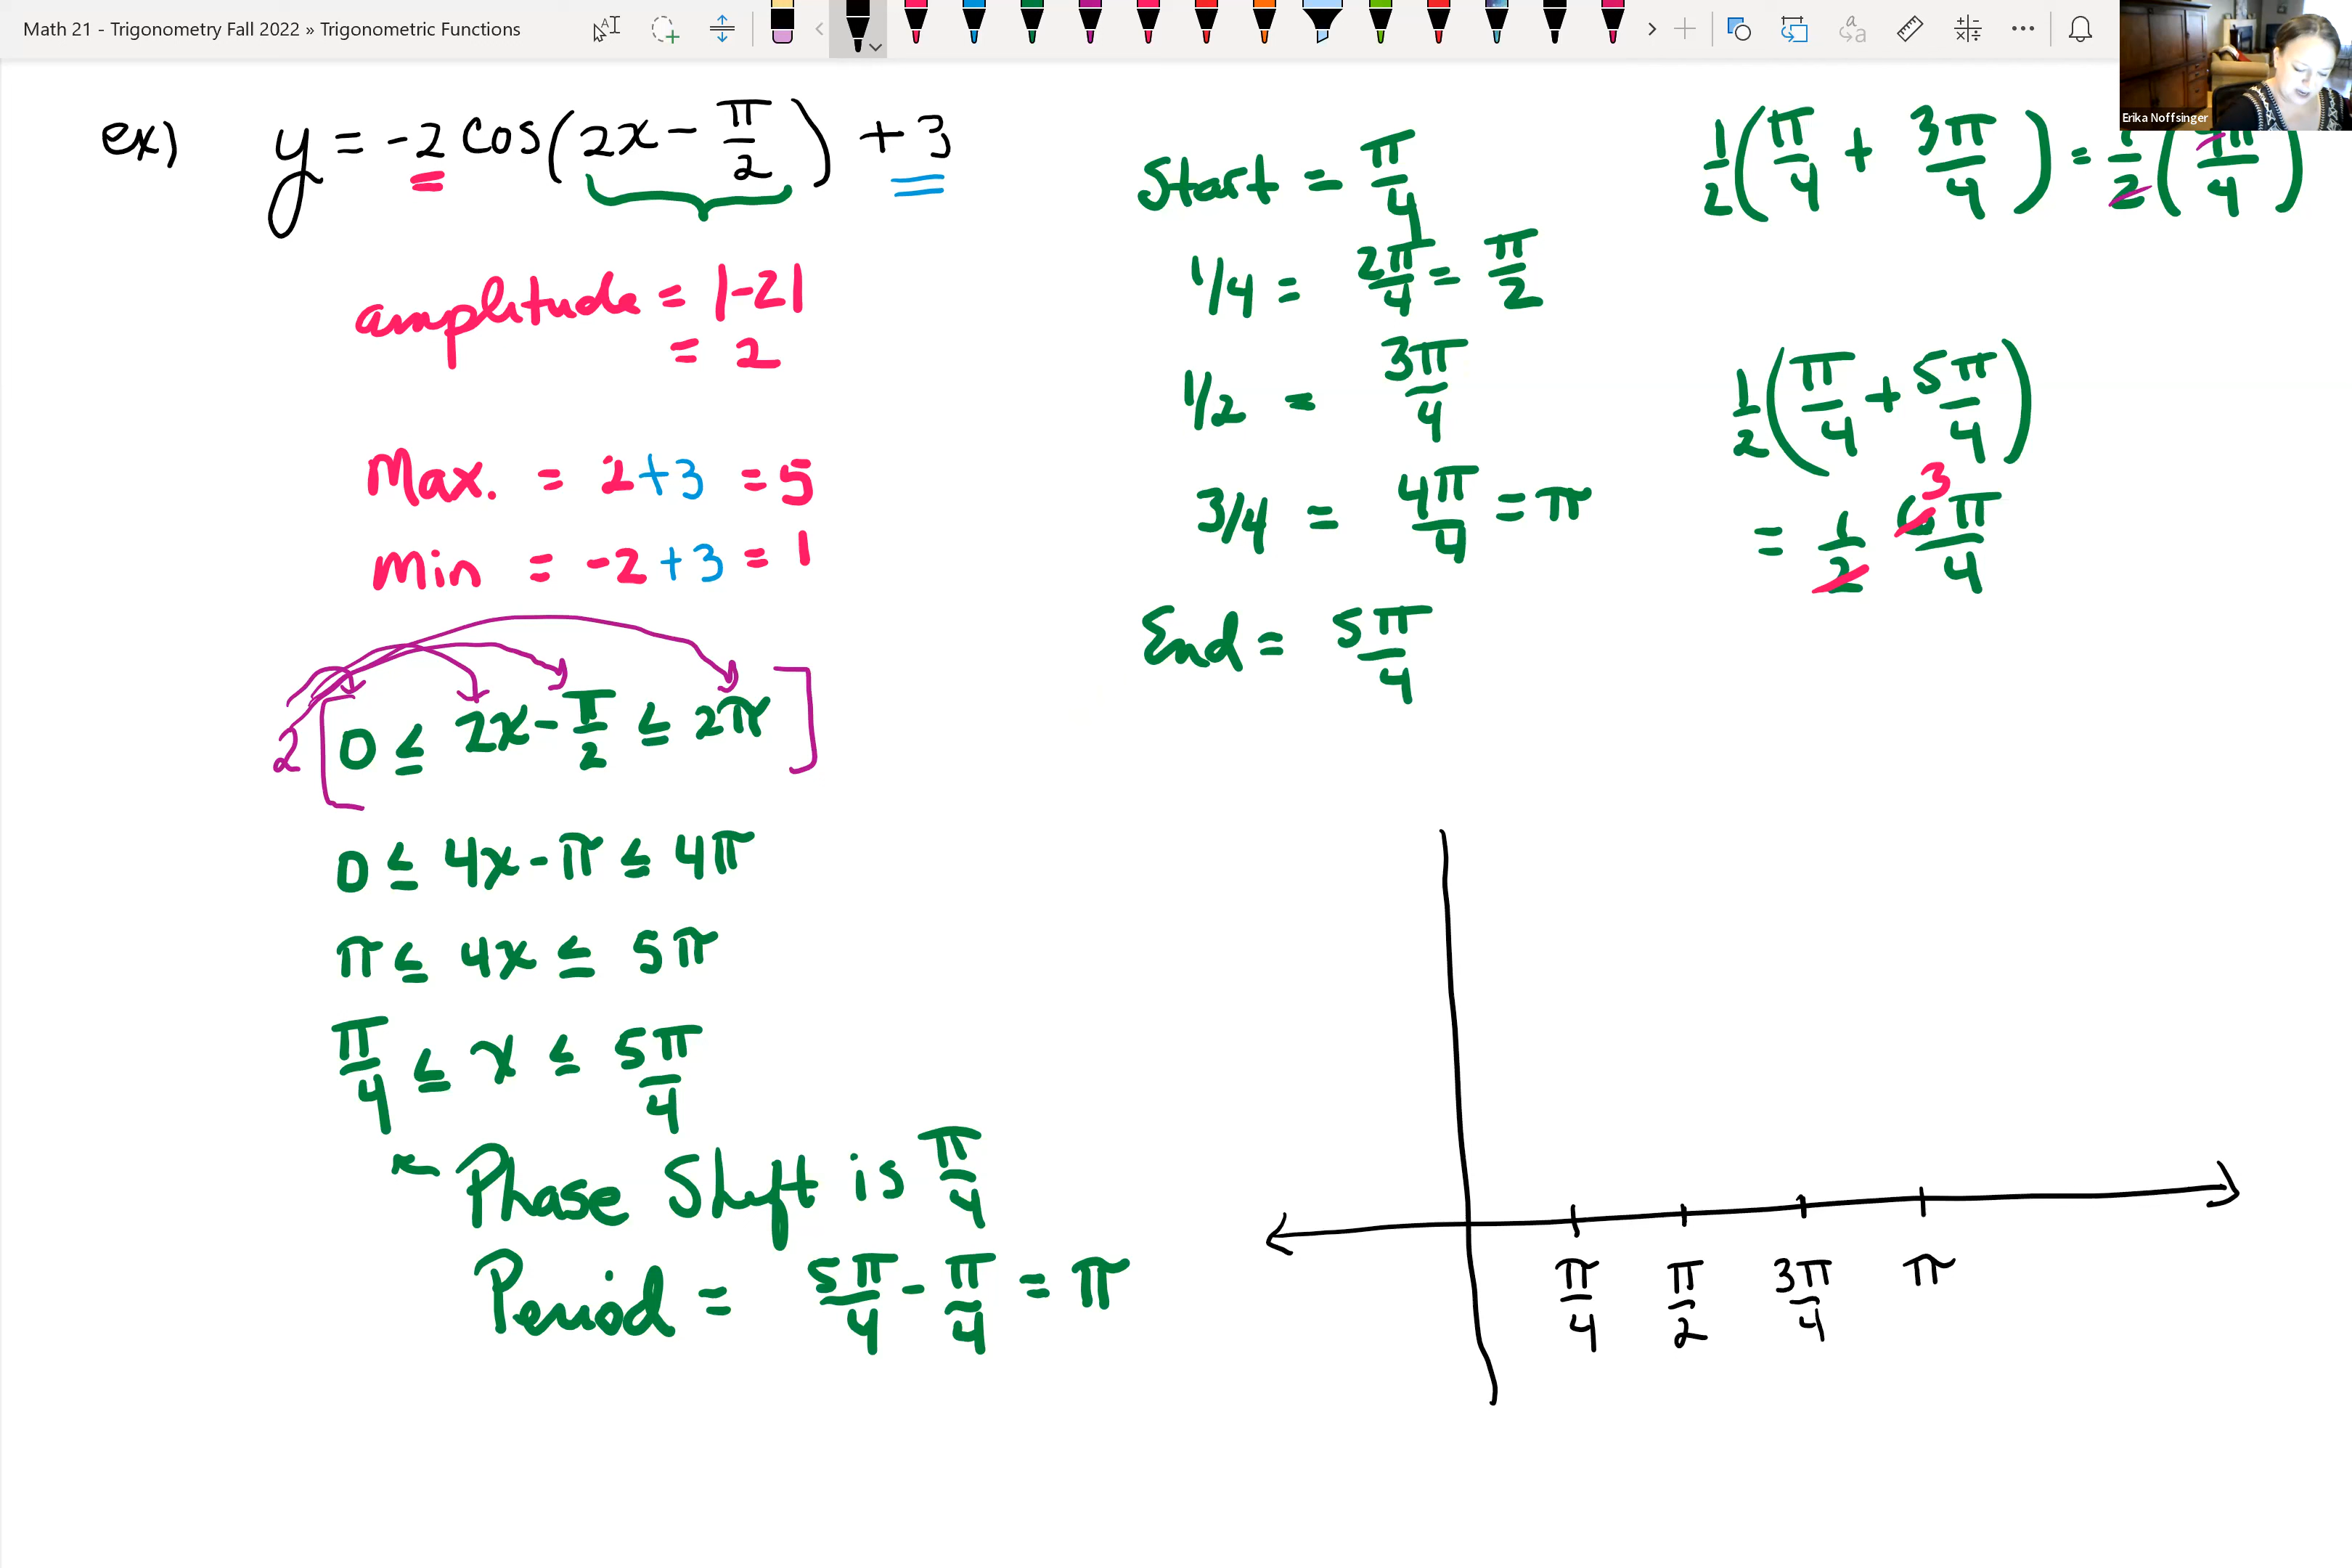 Math 21 - Trigonometry Fall 2022 » Trigonometric Functions
Erika Noffsinger
ex) y = -2 cos(2x - π/2) + 3
amplitude = |-2|
= 2
Max. = 2+3 = 5
Min = -2+3 = 1
2[0 ≤ 2x - π/2 ≤ 2π]
0 ≤ 4x - π ≤ 4π
π ≤ 4x ≤ 5π
π/4 ≤ x ≤ 5π/4
Phase Shift is π/4
Period = 5π/4 - π/4 = π
Start = π/4
1/4 = 2π/4 = π/2
1/2 = 3π/4
3/4 = 4π/4 = π
End = 5π/4
1/2(π/4 + 3π/4) = 1/2(4π/4)
1/2(π/4 + 5π/4)
= 1/2 6π/4
3
π/4 π/2 3π/4 π